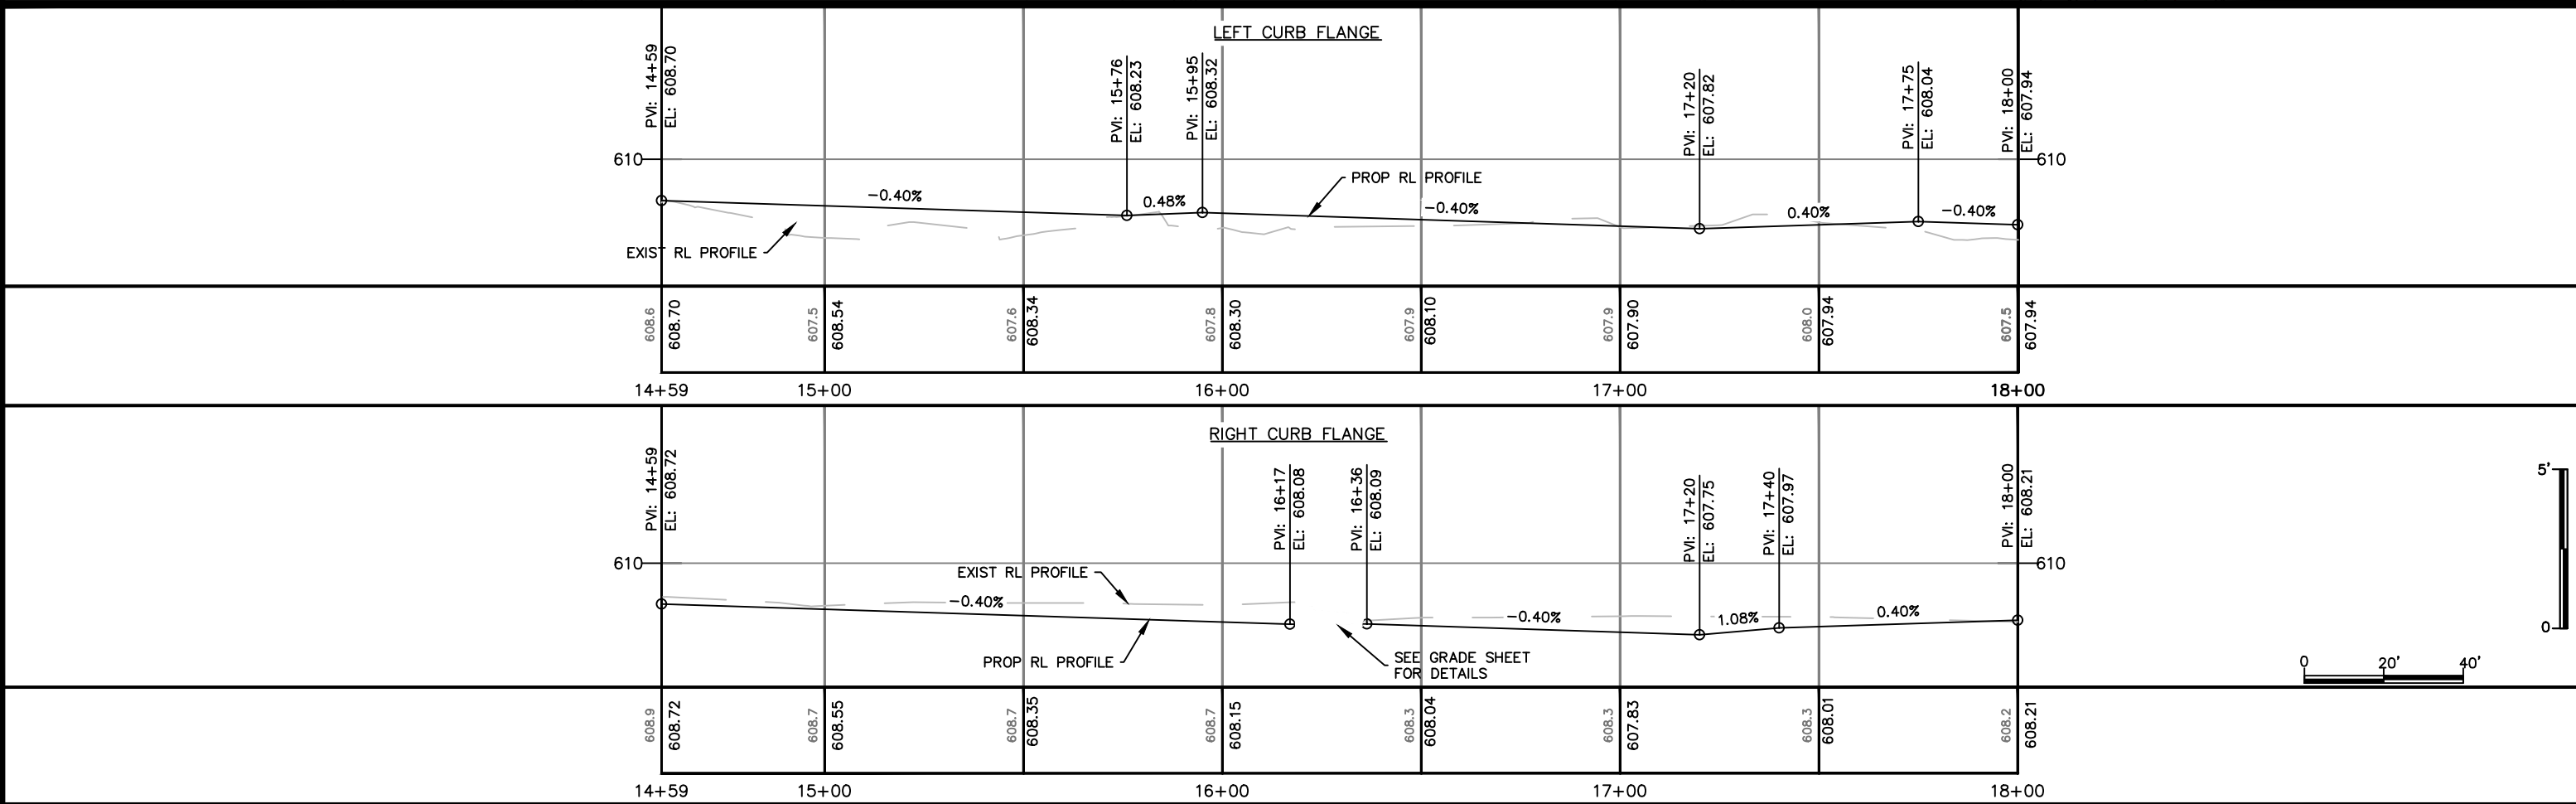 LEFT CURB FLANGE
PVI: 14+59
EL: 608.70
PVI: 15+76
EL: 608.23
PVI: 15+95
EL: 608.32
PVI: 17+20
EL: 607.82
PVI: 17+75
EL: 608.04
PVI: 18+00
EL: 607.94
610
610
PROP RL PROFILE
-0.40%
0.48%
-0.40%
0.40%
-0.40%
EXIST RL PROFILE
608.6
608.70
607.5
608.54
607.6
608.34
607.8
608.30
607.9
608.10
607.9
607.90
608.0
607.94
607.5
607.94
14+59
15+00
16+00
17+00
18+00
RIGHT CURB FLANGE
PVI: 14+59
EL: 608.72
PVI: 16+17
EL: 608.08
PVI: 16+36
EL: 608.09
PVI: 17+20
EL: 607.75
PVI: 17+40
EL: 607.97
PVI: 18+00
EL: 608.21
610
610
EXIST RL PROFILE
-0.40%
-0.40%
1.08%
0.40%
PROP RL PROFILE
SEE GRADE SHEET
FOR DETAILS
5'
0
0
20'
40'
608.9
608.72
608.7
608.55
608.7
608.35
608.7
608.15
608.3
608.04
608.3
607.83
608.3
608.01
608.2
608.21
14+59
15+00
16+00
17+00
18+00